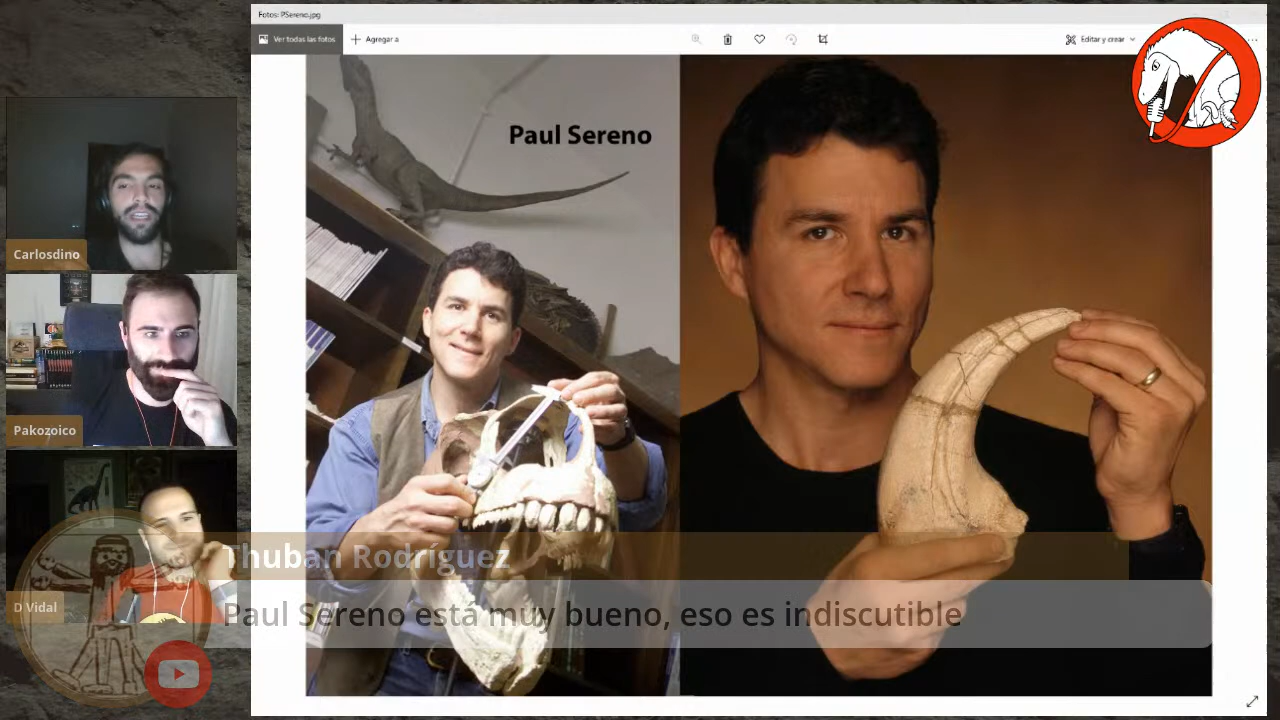 Fotos: PSereno.jpg
Ver todas las fotos
Agregar a
Editar y crear
Paul Sereno
Carlosdino
Pakozoico
D Vidal
Thuban Rodríguez
Paul Sereno está muy bueno, eso es indiscutible